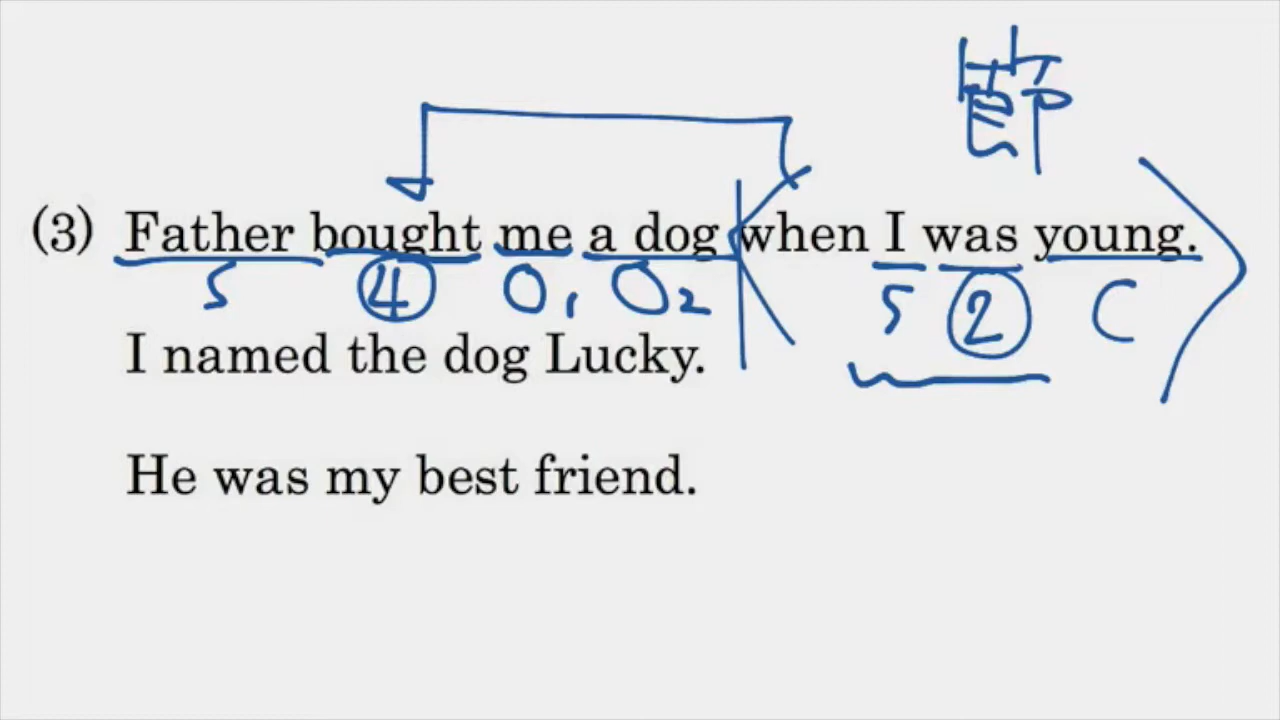 節
(3) Father bought me a dog when I was young.
S ④ O₁ O₂ S ② C
I named the dog Lucky.
He was my best friend.